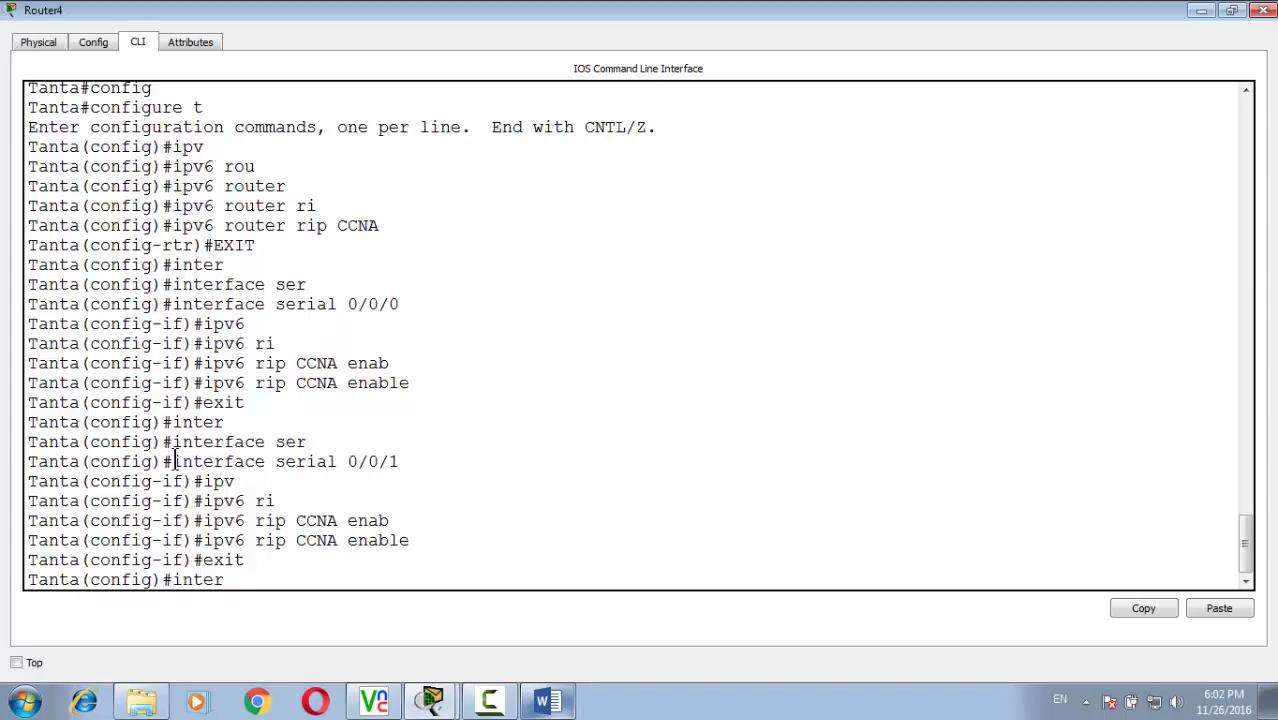 Router4
Physical
Config
CLI
Attributes
IOS Command Line Interface
Tanta#config
Tanta#configure t
Enter configuration commands, one per line.  End with CNTL/Z.
Tanta(config)#ipv
Tanta(config)#ipv6 rou
Tanta(config)#ipv6 router
Tanta(config)#ipv6 router ri
Tanta(config)#ipv6 router rip CCNA
Tanta(config-rtr)#EXIT
Tanta(config)#inter
Tanta(config)#interface ser
Tanta(config)#interface serial 0/0/0
Tanta(config-if)#ipv6
Tanta(config-if)#ipv6 ri
Tanta(config-if)#ipv6 rip CCNA enab
Tanta(config-if)#ipv6 rip CCNA enable
Tanta(config-if)#exit
Tanta(config)#inter
Tanta(config)#interface ser
Tanta(config)#interface serial 0/0/1
Tanta(config-if)#ipv
Tanta(config-if)#ipv6 ri
Tanta(config-if)#ipv6 rip CCNA enab
Tanta(config-if)#ipv6 rip CCNA enable
Tanta(config-if)#exit
Tanta(config)#inter
Copy
Paste
Top
EN
6:02 PM
11/26/2016